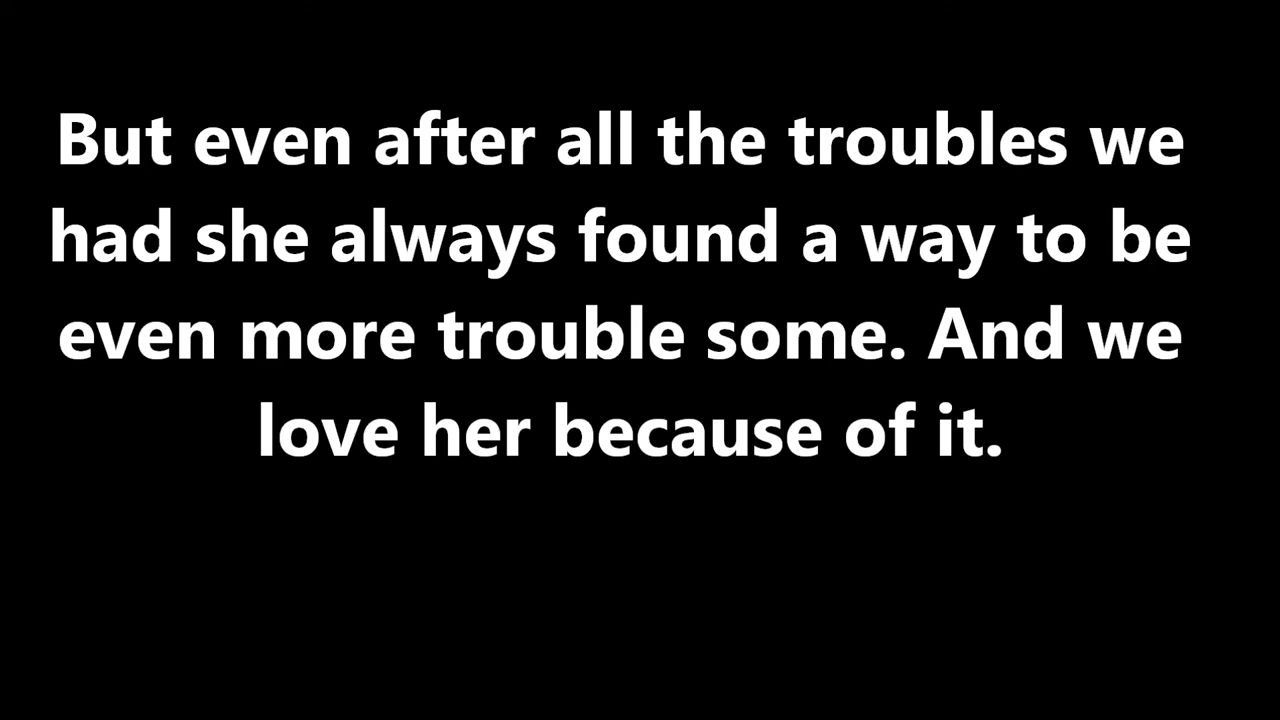 But even after all the troubles we
had she always found a way to be
even more trouble some. And we
love her because of it.